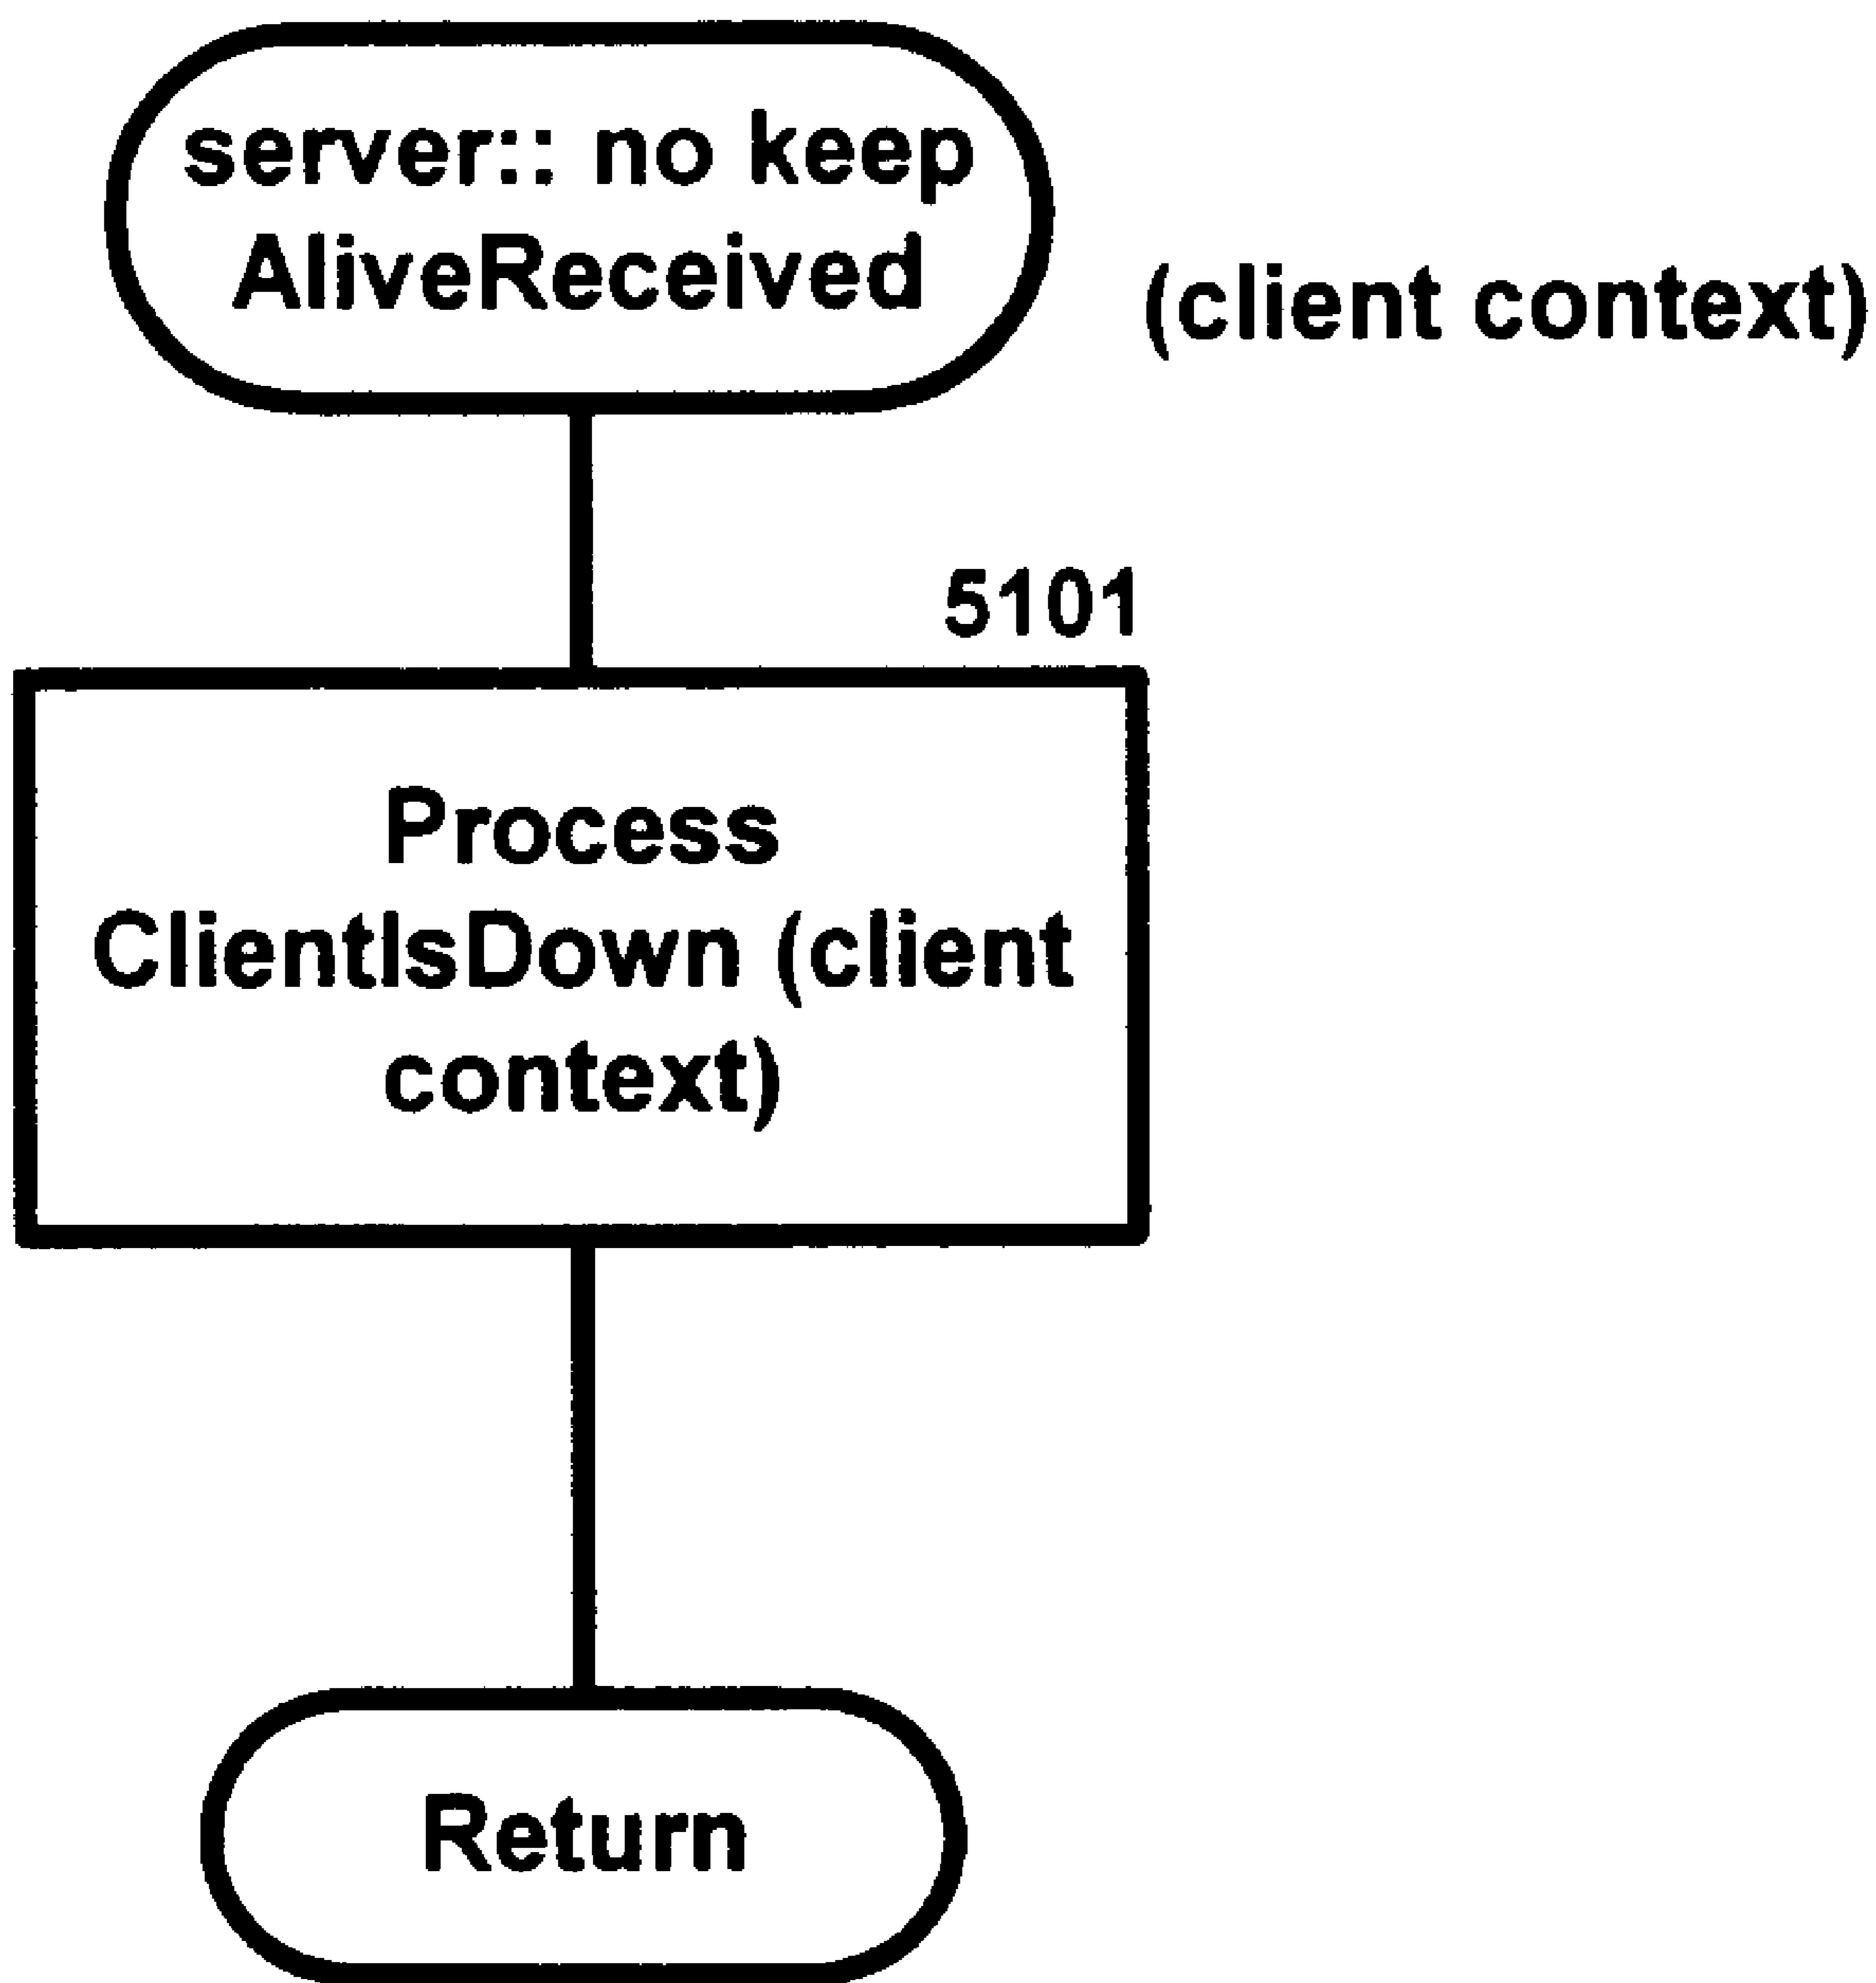 server:: no keep
AliveReceived
(client context)
5101
Process
ClientIsDown (client
context)
Return